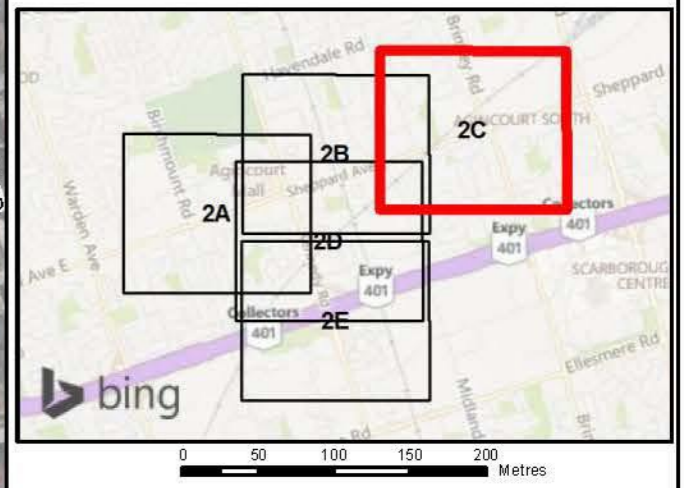 Havendale Rd
Brimley Rd
Sheppard
AGINCOURT SOUTH
2C
2B
Birchmount Rd
Agincourt
Mall
Sheppard Ave
2A
Warden Ave
Collectors
401
Expy
401
2D
Ave E
Expy
401
SCARBOROUG
CENTRE
Collectors
401
2E
Ellesmere Rd
bing
Midland
Bri
Rd
0 50 100 150 200
Metres